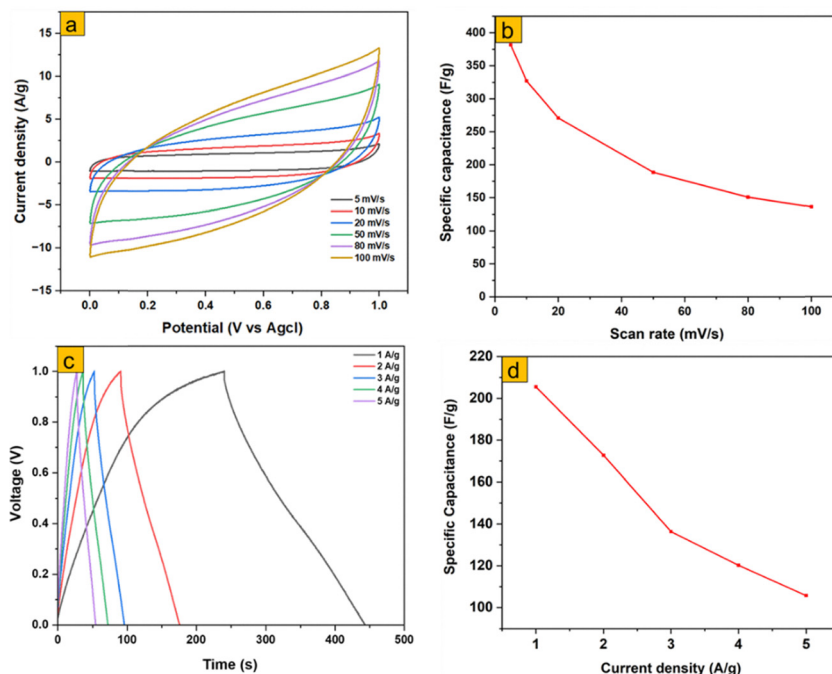 a
Current density (A/g)
15
10
5
0
−5
−10
−15
0.0 0.2 0.4 0.6 0.8 1.0
Potential (V vs Agcl)
5 mV/s
10 mV/s
20 mV/s
50 mV/s
80 mV/s
100 mV/s
b
Specific capacitance (F/g)
400
350
300
250
200
150
100
50
0
0 20 40 60 80 100
Scan rate (mV/s)
c
Voltage (V)
1.0
0.8
0.6
0.4
0.2
0.0
0 100 200 300 400 500
Time (s)
1 A/g
2 A/g
3 A/g
4 A/g
5 A/g
d
Specific Capacitance (F/g)
220
200
180
160
140
120
100
1 2 3 4 5
Current density (A/g)